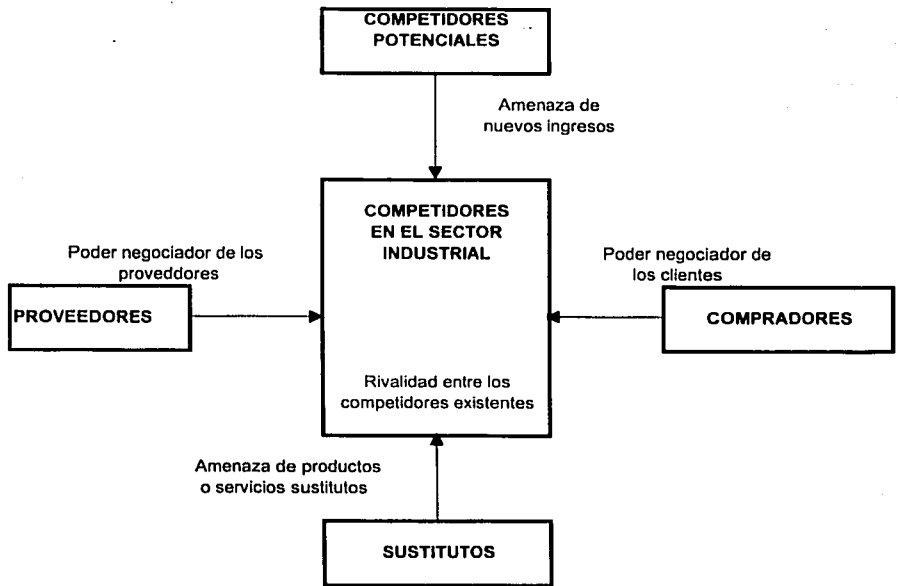 COMPETIDORES
POTENCIALES
Amenaza de
nuevos ingresos
COMPETIDORES
EN EL SECTOR
INDUSTRIAL
Poder negociador de los
proveddores
Poder negociador de
los clientes
PROVEEDORES
COMPRADORES
Rivalidad entre los
competidores existentes
Amenaza de productos
o servicios sustitutos
SUSTITUTOS